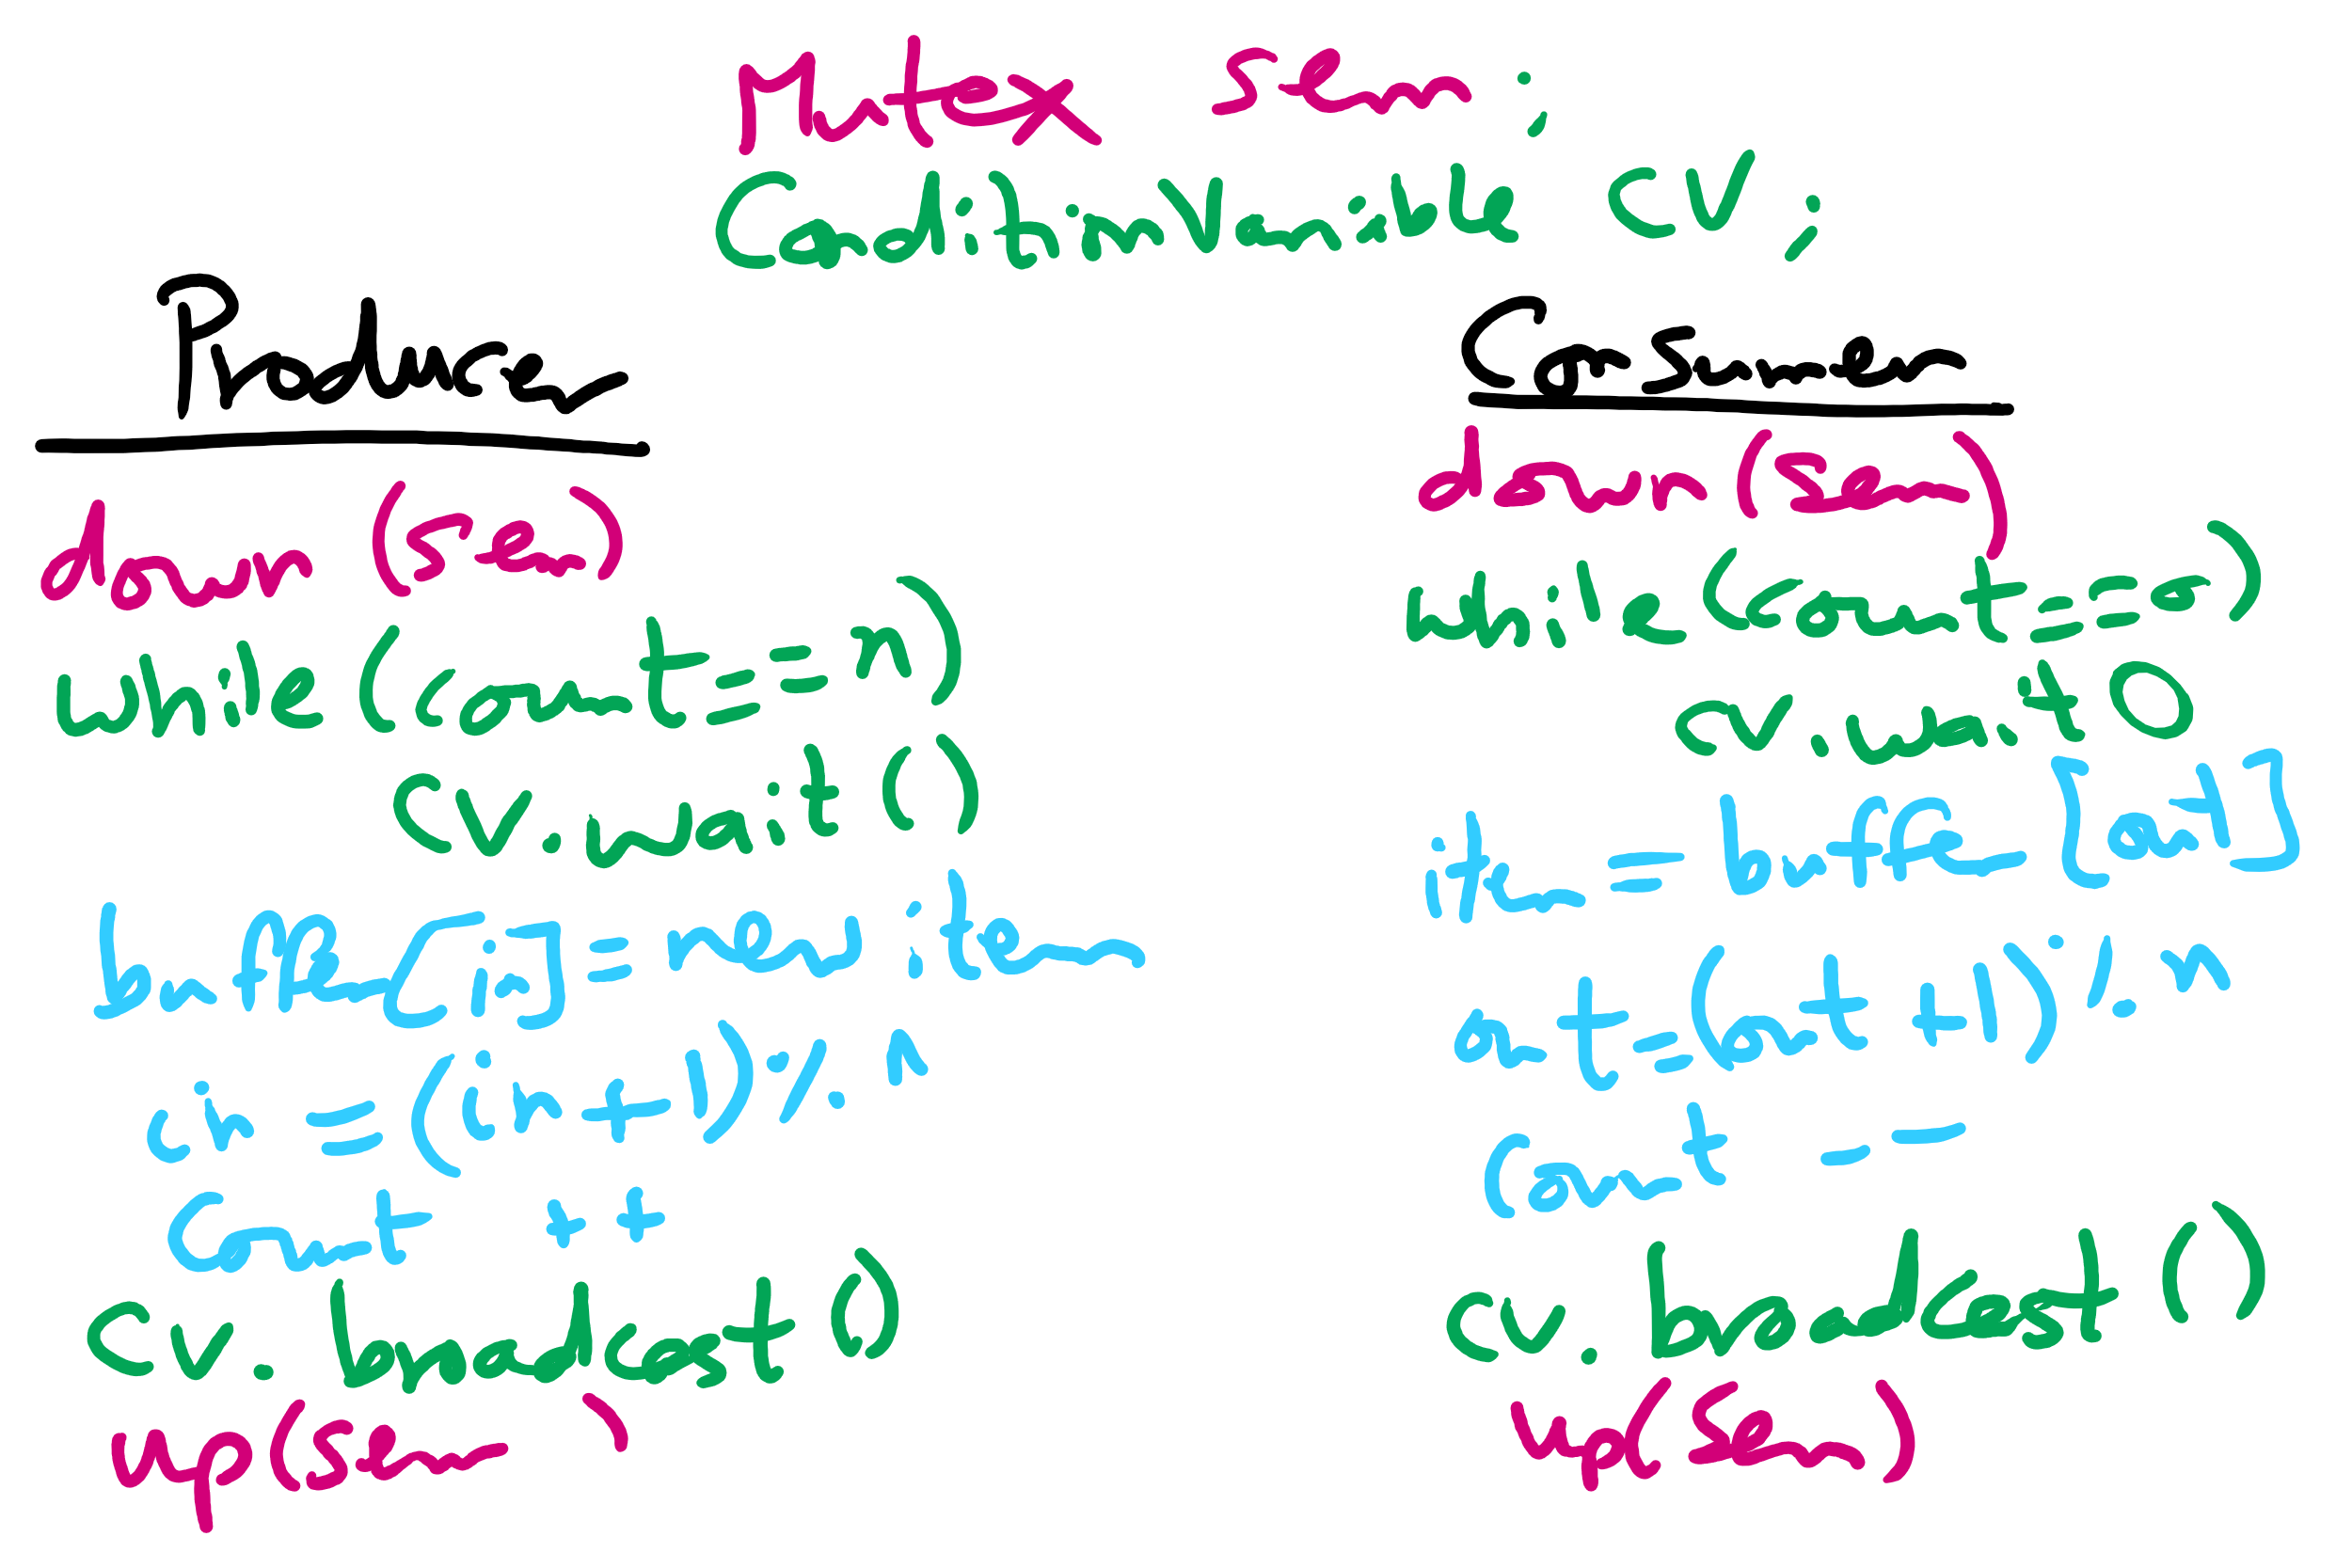 Mutex sem ;
Condition Variable CV ;
Producer
down (sem)
while (count == n)
CV.wait ()
buffer [in] = new item
in = (in+1) % n
Count ++
CV. broadcast ()
up(sem)
Consumer
down (sem)
while (count == 0)
CV.wait ()
item = buffer [out]
out = (out+1) % n
Count --
CV. broadcast ()
up(sem)